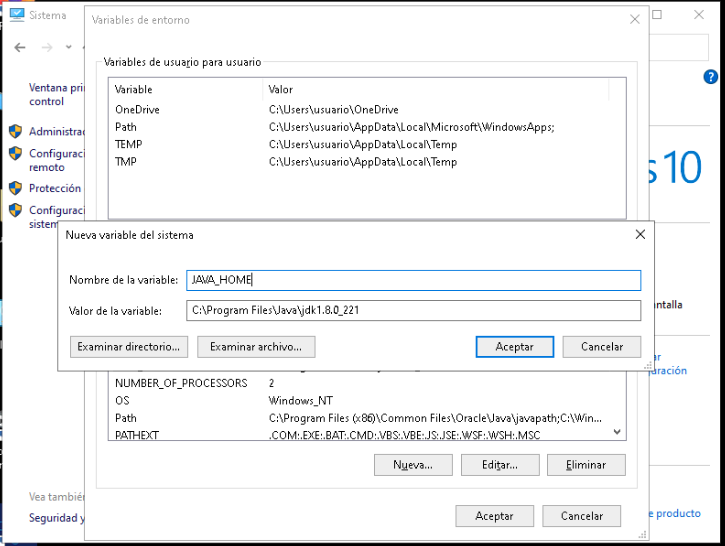 Sistema
Variables de entorno
Variables de usuario para usuario
Variable Valor
OneDrive C:\Users\usuario\OneDrive
Path C:\Users\usuario\AppData\Local\Microsoft\WindowsApps;
TEMP C:\Users\usuario\AppData\Local\Temp
TMP C:\Users\usuario\AppData\Local\Temp
Ventana pri
control
Administrac
Configuraci
remoto
Protección
Configuraci
sistem
s 10
Nueva variable del sistema
Nombre de la variable: JAVA_HOME
Valor de la variable: C:\Program Files\Java\jdk1.8.0_221
Examinar directorio... Examinar archivo... Aceptar Cancelar
ntalla
ar
uración
NUMBER_OF_PROCESSORS 2
OS Windows_NT
Path C:\Program Files (x86)\Common Files\Oracle\Java\javapath;C:\Win...
PATHEXT .COM;.EXE;.BAT;.CMD;.VBS;.VBE;.JS;.JSE;.WSF;.WSH;.MSC
Nueva... Editar... Eliminar
Vea tambié
Seguridad y
Aceptar Cancelar
e producto